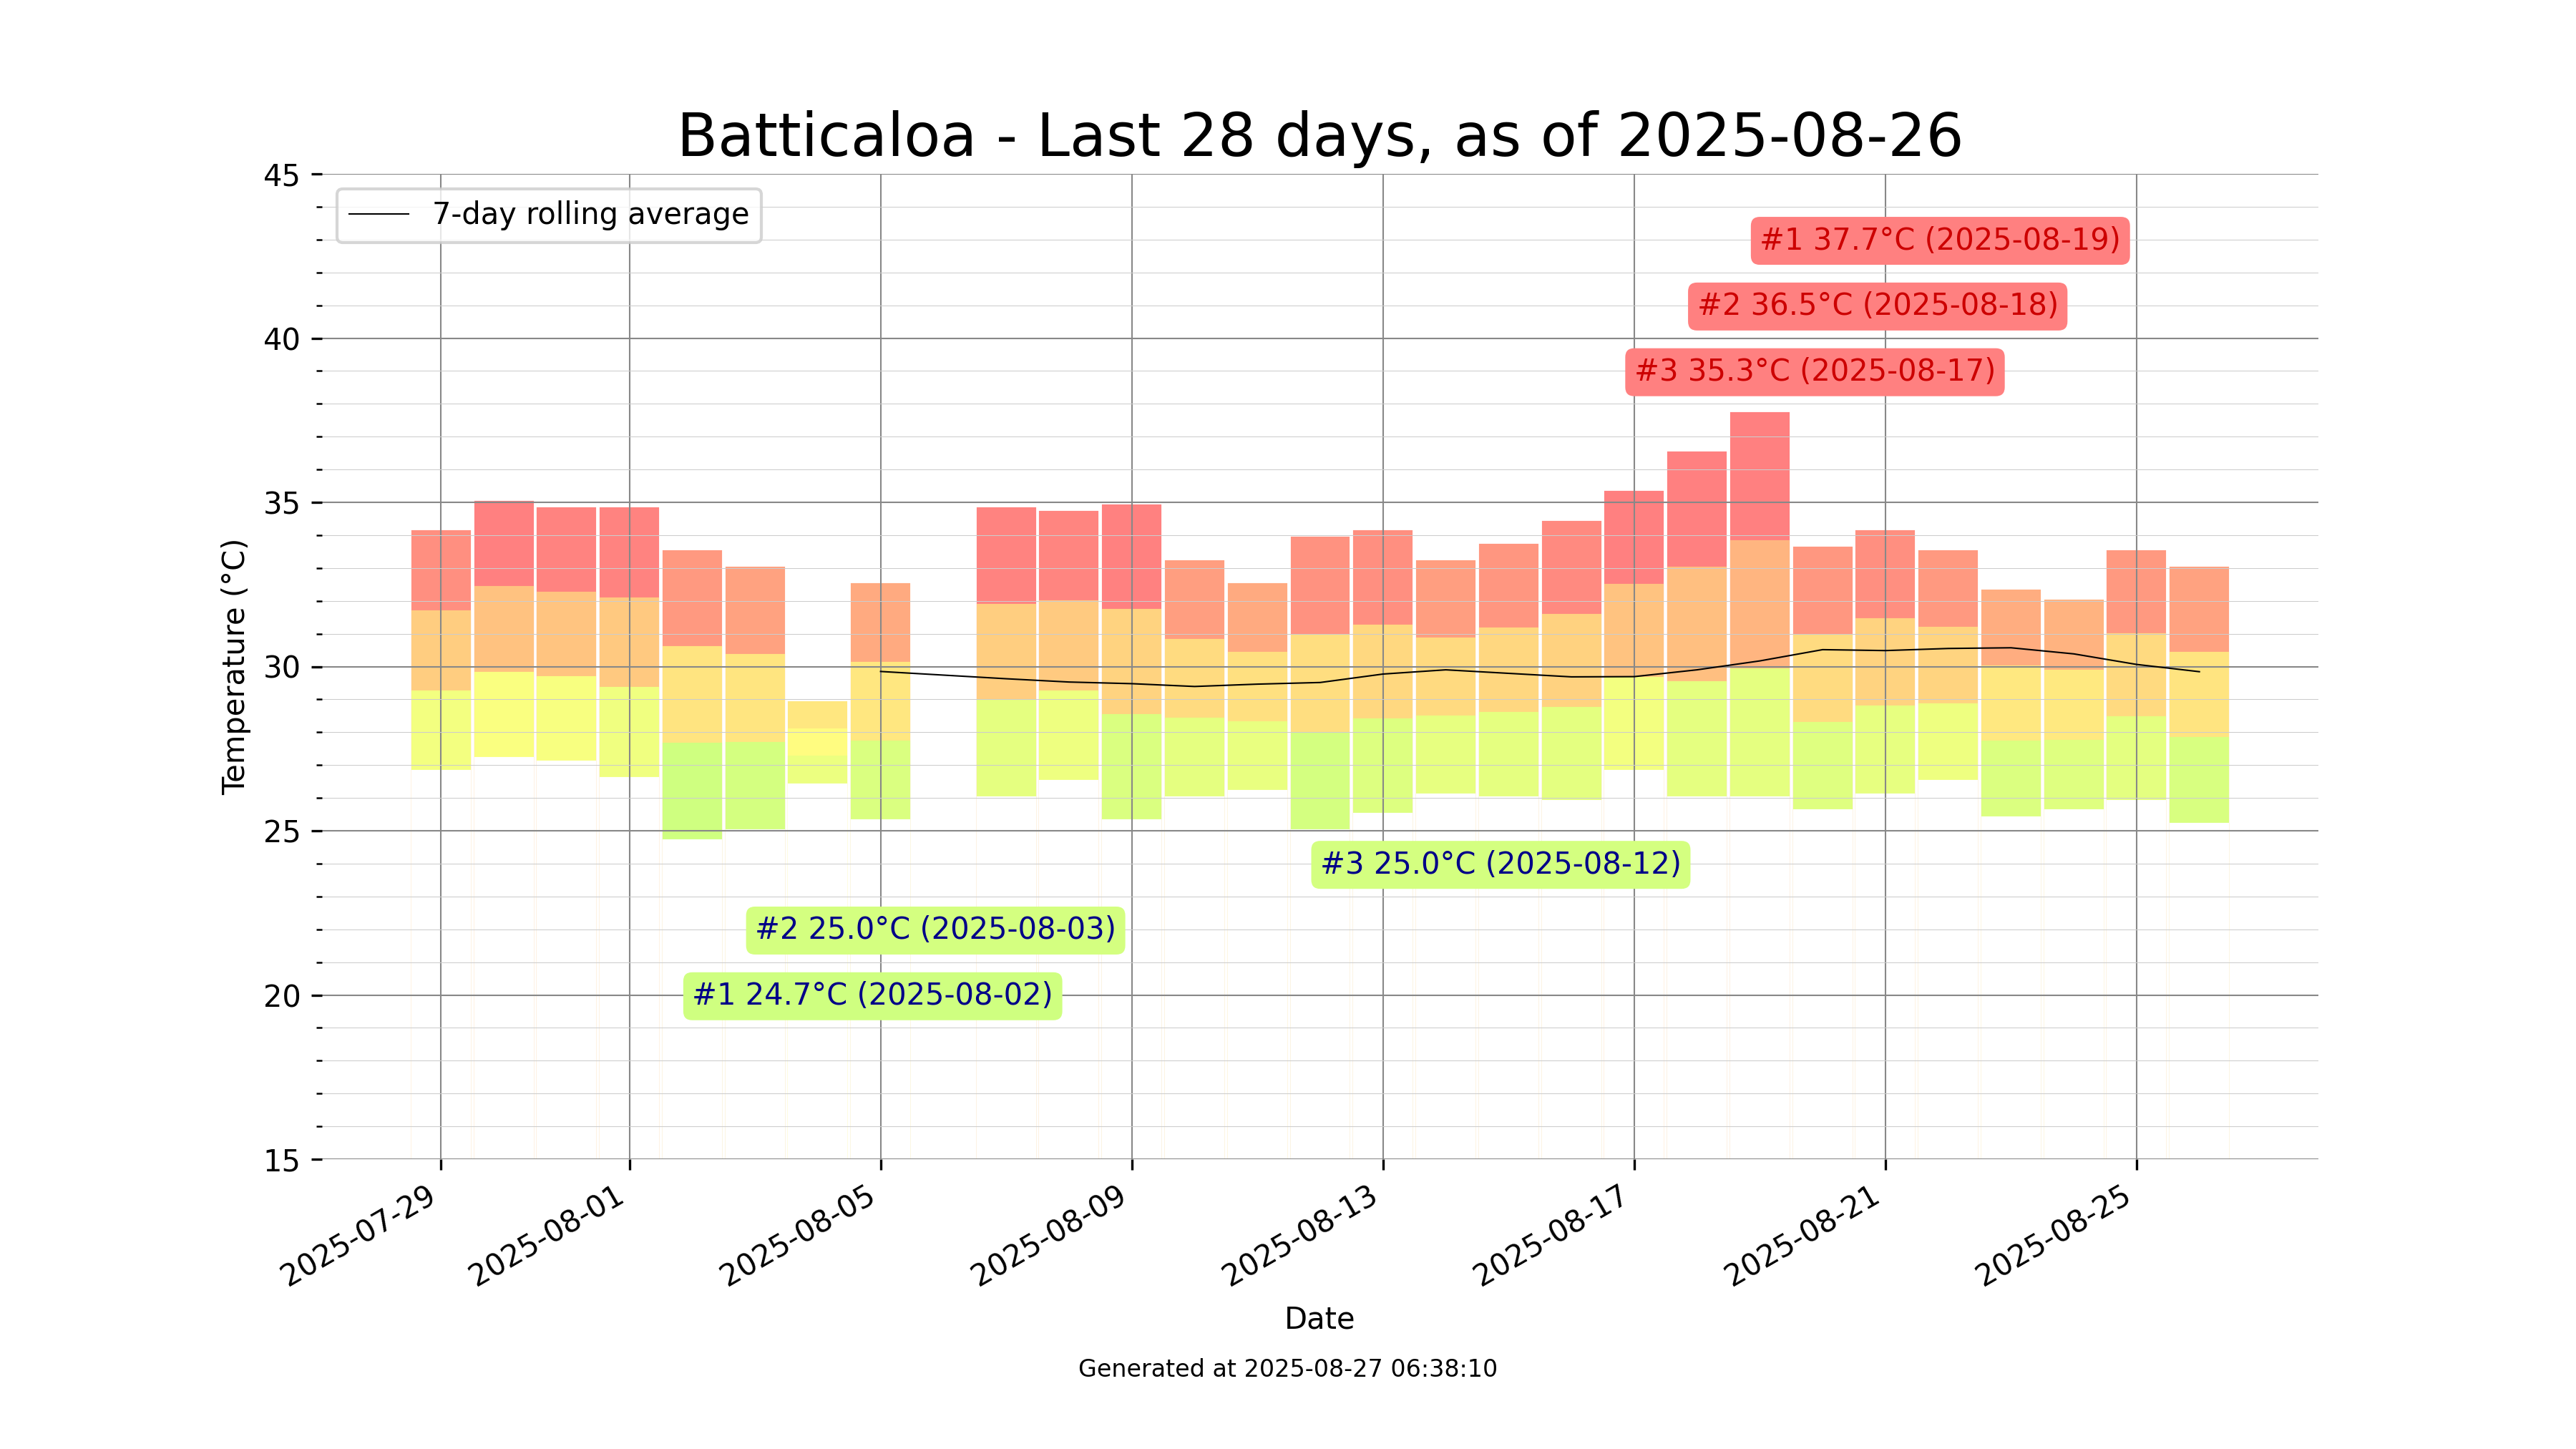 Batticaloa - Last 28 days, as of 2025-08-26
45
7-day rolling average
#1 37.7°C (2025-08-19)
#2 36.5°C (2025-08-18)
40
#3 35.3°C (2025-08-17)
35
30
Temperature (°C)
25
#3 25.0°C (2025-08-12)
#2 25.0°C (2025-08-03)
#1 24.7°C (2025-08-02)
20
15
2025-07-29
2025-08-01
2025-08-05
2025-08-09
2025-08-13
2025-08-17
2025-08-21
2025-08-25
Date
Generated at 2025-08-27 06:38:10